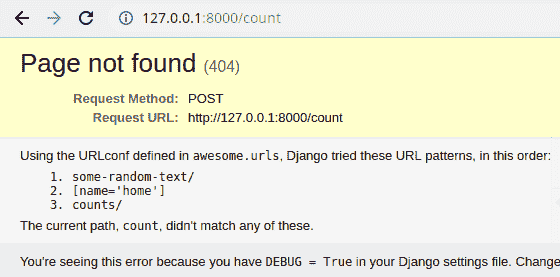 127.0.0.1:8000/count
Page not found (404)
Request Method: POST
Request URL: http://127.0.0.1:8000/count
Using the URLconf defined in awesome.urls, Django tried these URL patterns, in this order:
1. some-random-text/
2. [name='home']
3. counts/
The current path, count, didn't match any of these.
You're seeing this error because you have DEBUG = True in your Django settings file. Change